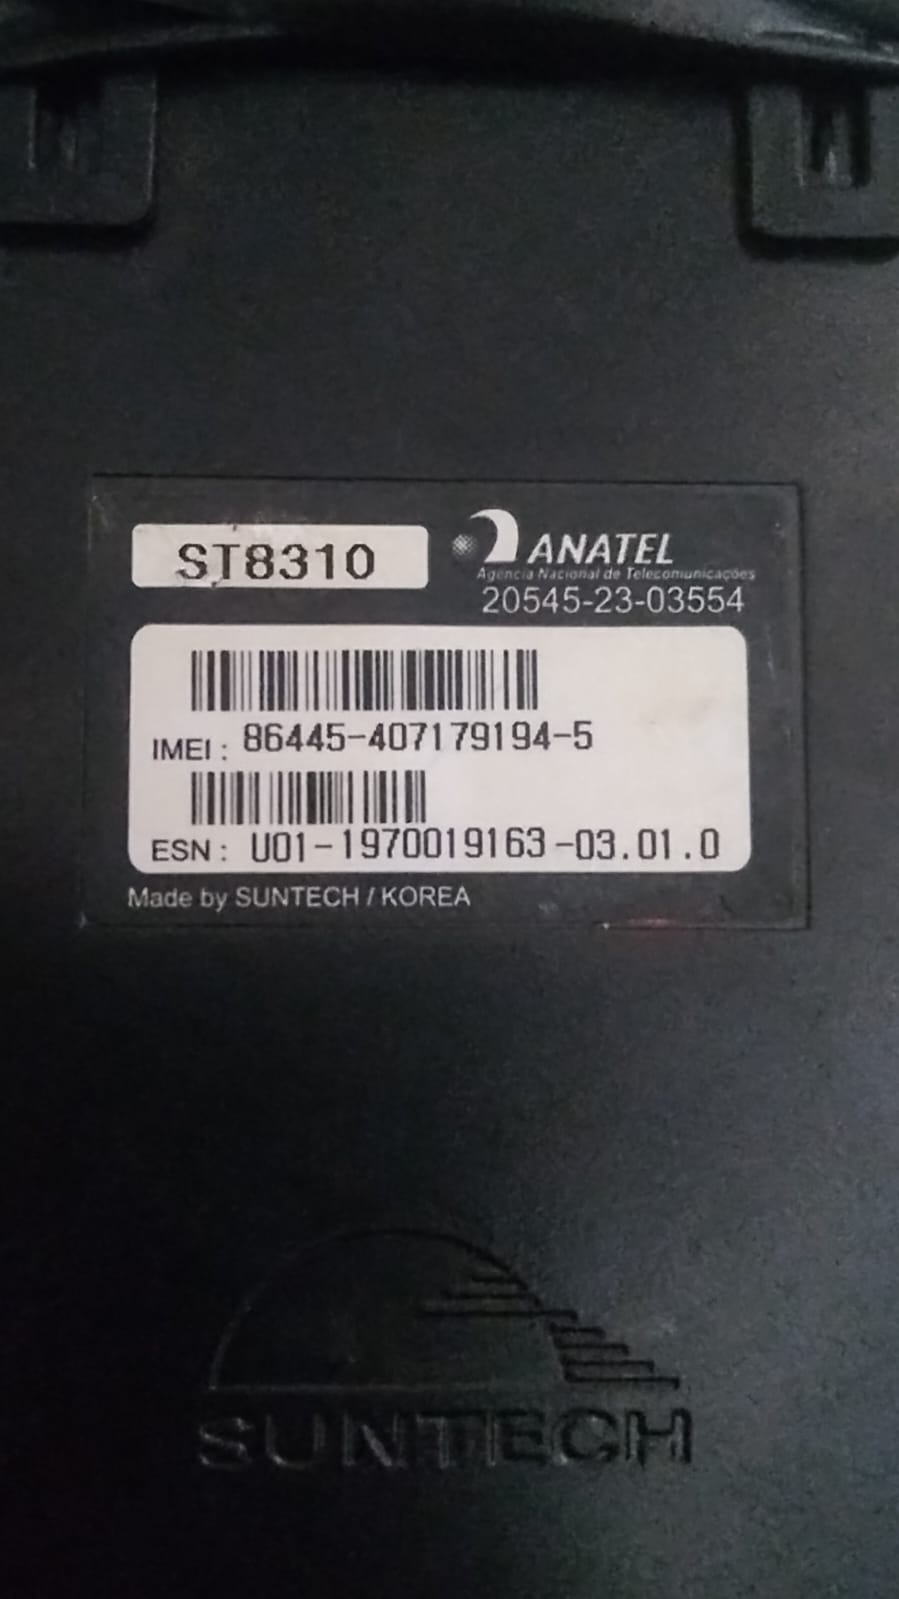 ST8310
ANATEL
Agência Nacional de Telecomunicações
20545-23-03554
IMEI: 86445-407179194-5
ESN: U01-1970019163-03.01.0
Made by SUNTECH / KOREA
SUNTECH